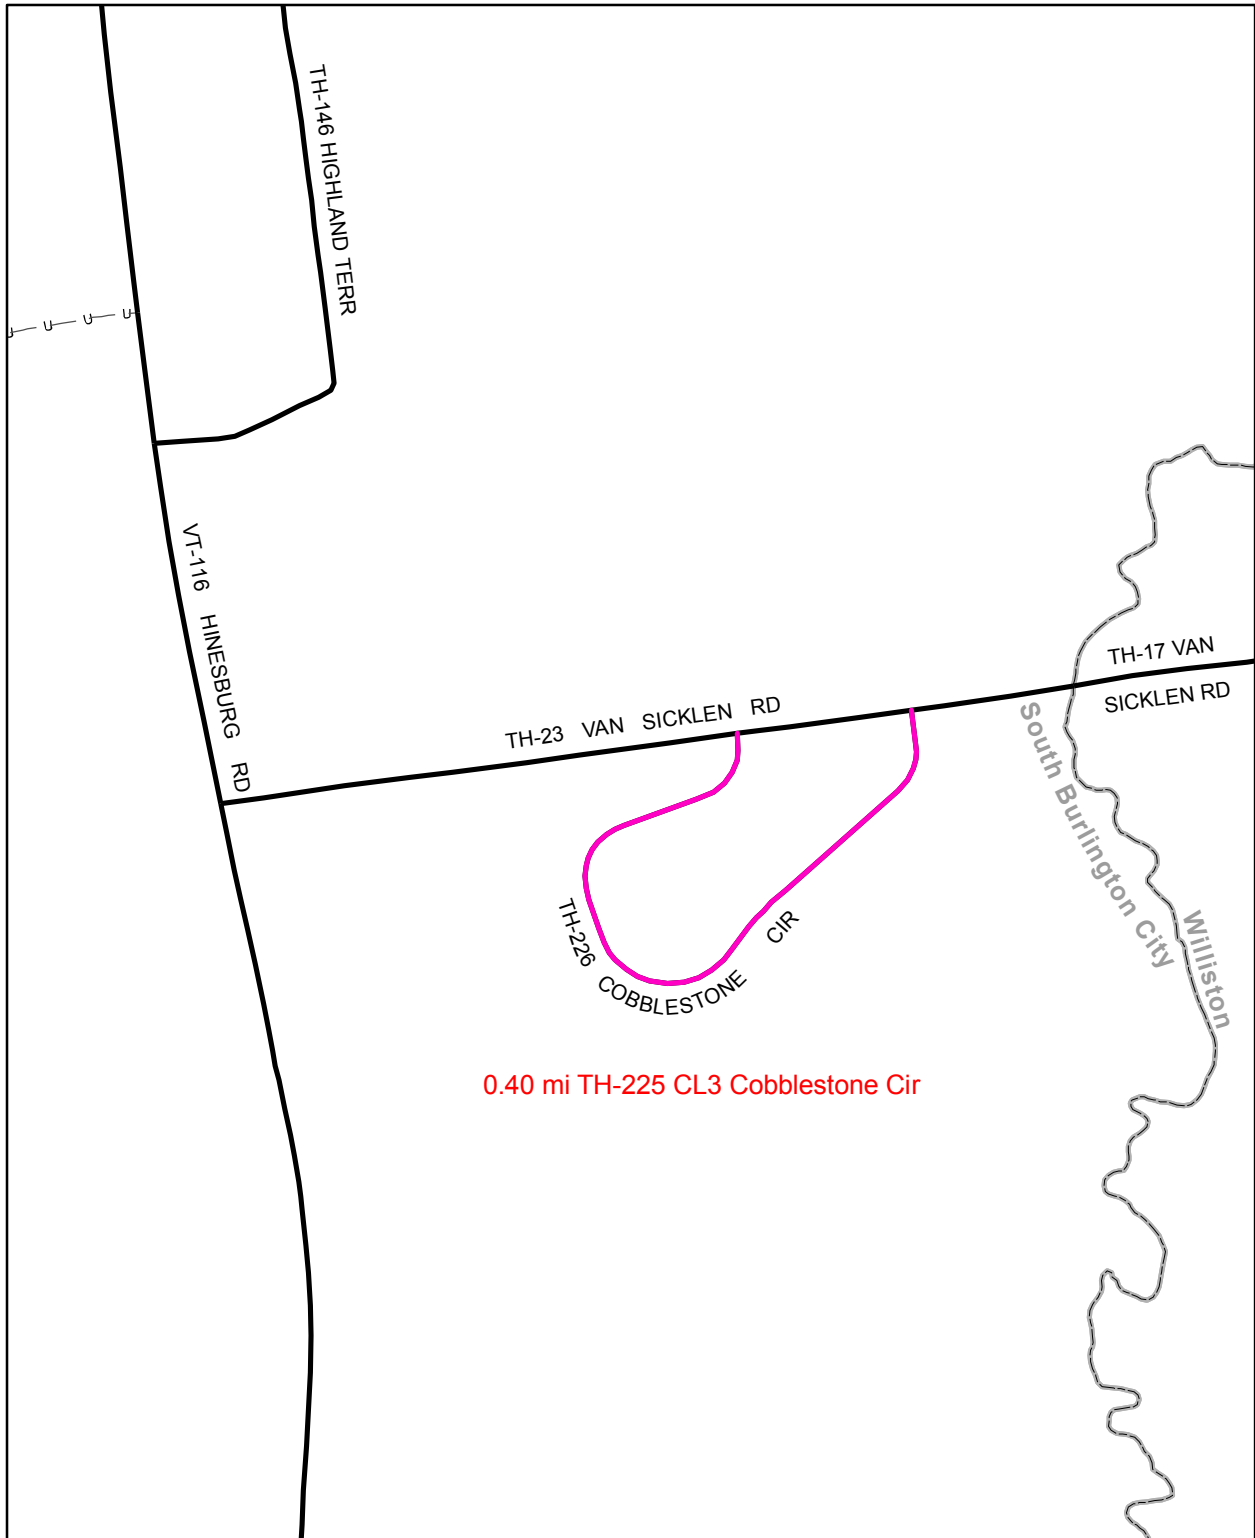 TH-146 HIGHLAND TERR
U U U U
VT-116 HINESBURG RD
TH-17 VAN
SICKLEN RD
TH-23 VAN SICKLEN RD
South Burlington City
Williston
TH-226 COBBLESTONE CIR
0.40 mi TH-225 CL3 Cobblestone Cir